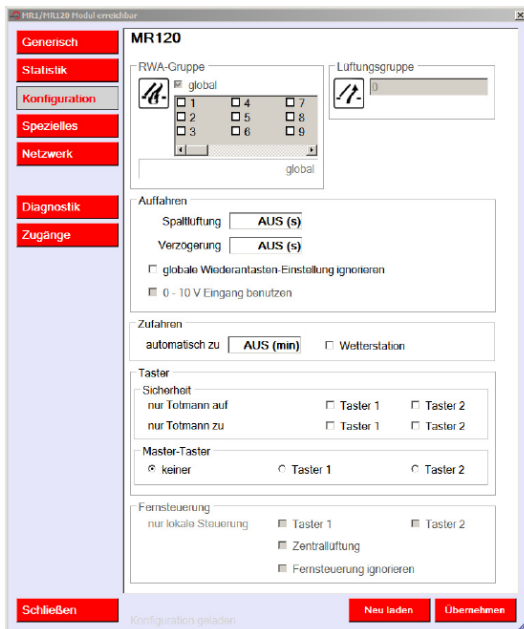 MR1/MR120 Modul erreichbar
Generisch
Statistik
Konfiguration
Spezielles
Netzwerk
Diagnostik
Zugänge
MR120
RWA-Gruppe
global
1 4 7
2 5 8
3 6 9
global
Lüftungsgruppe
0
Auffahren
Spaltlüftung AUS (s)
Verzögerung AUS (s)
globale Wiederantasten-Einstellung ignorieren
0 - 10 V Eingang benutzen
Zufahren
automatisch zu AUS (min) Wetterstation
Taster
Sicherheit
nur Totmann auf Taster 1 Taster 2
nur Totmann zu Taster 1 Taster 2
Master-Taster
keiner Taster 1 Taster 2
Fernsteuerung
nur lokale Steuerung Taster 1 Taster 2
Zentrallüftung
Fernsteuerung ignorieren
Schließen
Konfiguration geladen
Neu laden Übernehmen